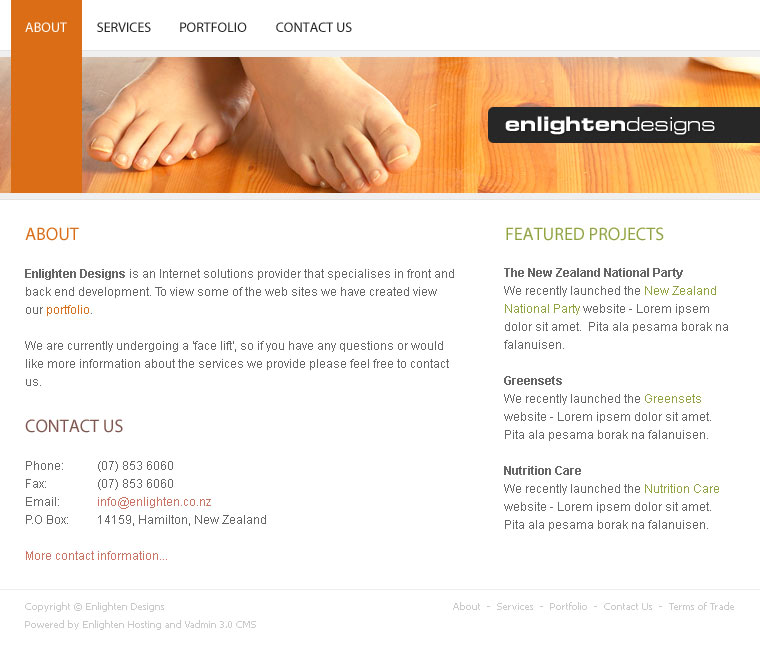 ABOUT SERVICES PORTFOLIO CONTACT US
enlightendesigns
ABOUT
Enlighten Designs is an Internet solutions provider that specialises in front and
back end development. To view some of the web sites we have created view
our portfolio.
We are currently undergoing a 'face lift', so if you have any questions or would
like more information about the services we provide please feel free to contact
us.
CONTACT US
Phone: (07) 853 6060
Fax: (07) 853 6060
Email: info@enlighten.co.nz
P.O Box: 14159, Hamilton, New Zealand
More contact information...
FEATURED PROJECTS
The New Zealand National Party
We recently launched the New Zealand
National Party website - Lorem ipsem
dolor sit amet.  Pita ala pesama borak na
falanuisen.
Greensets
We recently launched the Greensets
website - Lorem ipsem dolor sit amet.
Pita ala pesama borak na falanuisen.
Nutrition Care
We recently launched the Nutrition Care
website - Lorem ipsem dolor sit amet.
Pita ala pesama borak na falanuisen.
Copyright © Enlighten Designs
Powered by Enlighten Hosting and Vadmin 3.0 CMS
About - Services - Portfolio - Contact Us - Terms of Trade